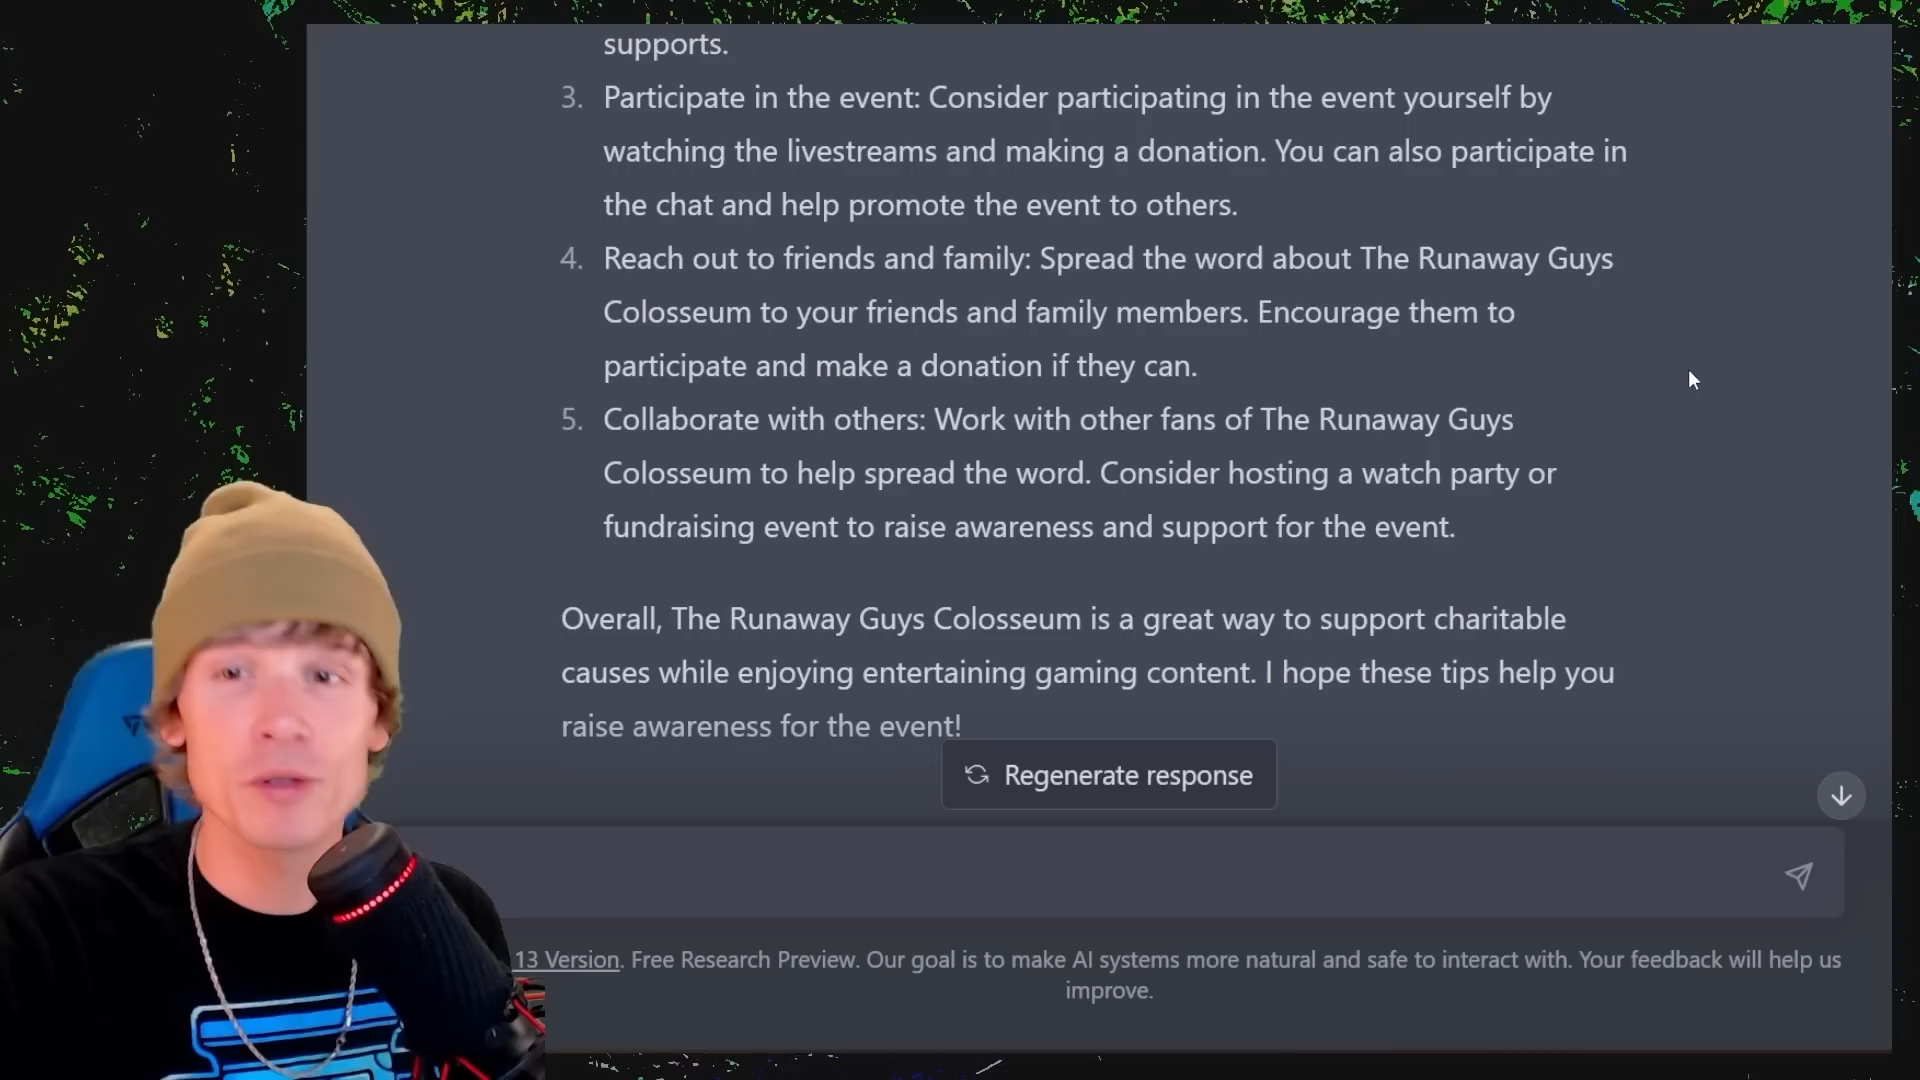 supports.
3. Participate in the event: Consider participating in the event yourself by
watching the livestreams and making a donation. You can also participate in
the chat and help promote the event to others.
4. Reach out to friends and family: Spread the word about The Runaway Guys
Colosseum to your friends and family members. Encourage them to
participate and make a donation if they can.
5. Collaborate with others: Work with other fans of The Runaway Guys
Colosseum to help spread the word. Consider hosting a watch party or
fundraising event to raise awareness and support for the event.
Overall, The Runaway Guys Colosseum is a great way to support charitable
causes while enjoying entertaining gaming content. I hope these tips help you
raise awareness for the event!
Regenerate response
13 Version. Free Research Preview. Our goal is to make AI systems more natural and safe to interact with. Your feedback will help us
improve.